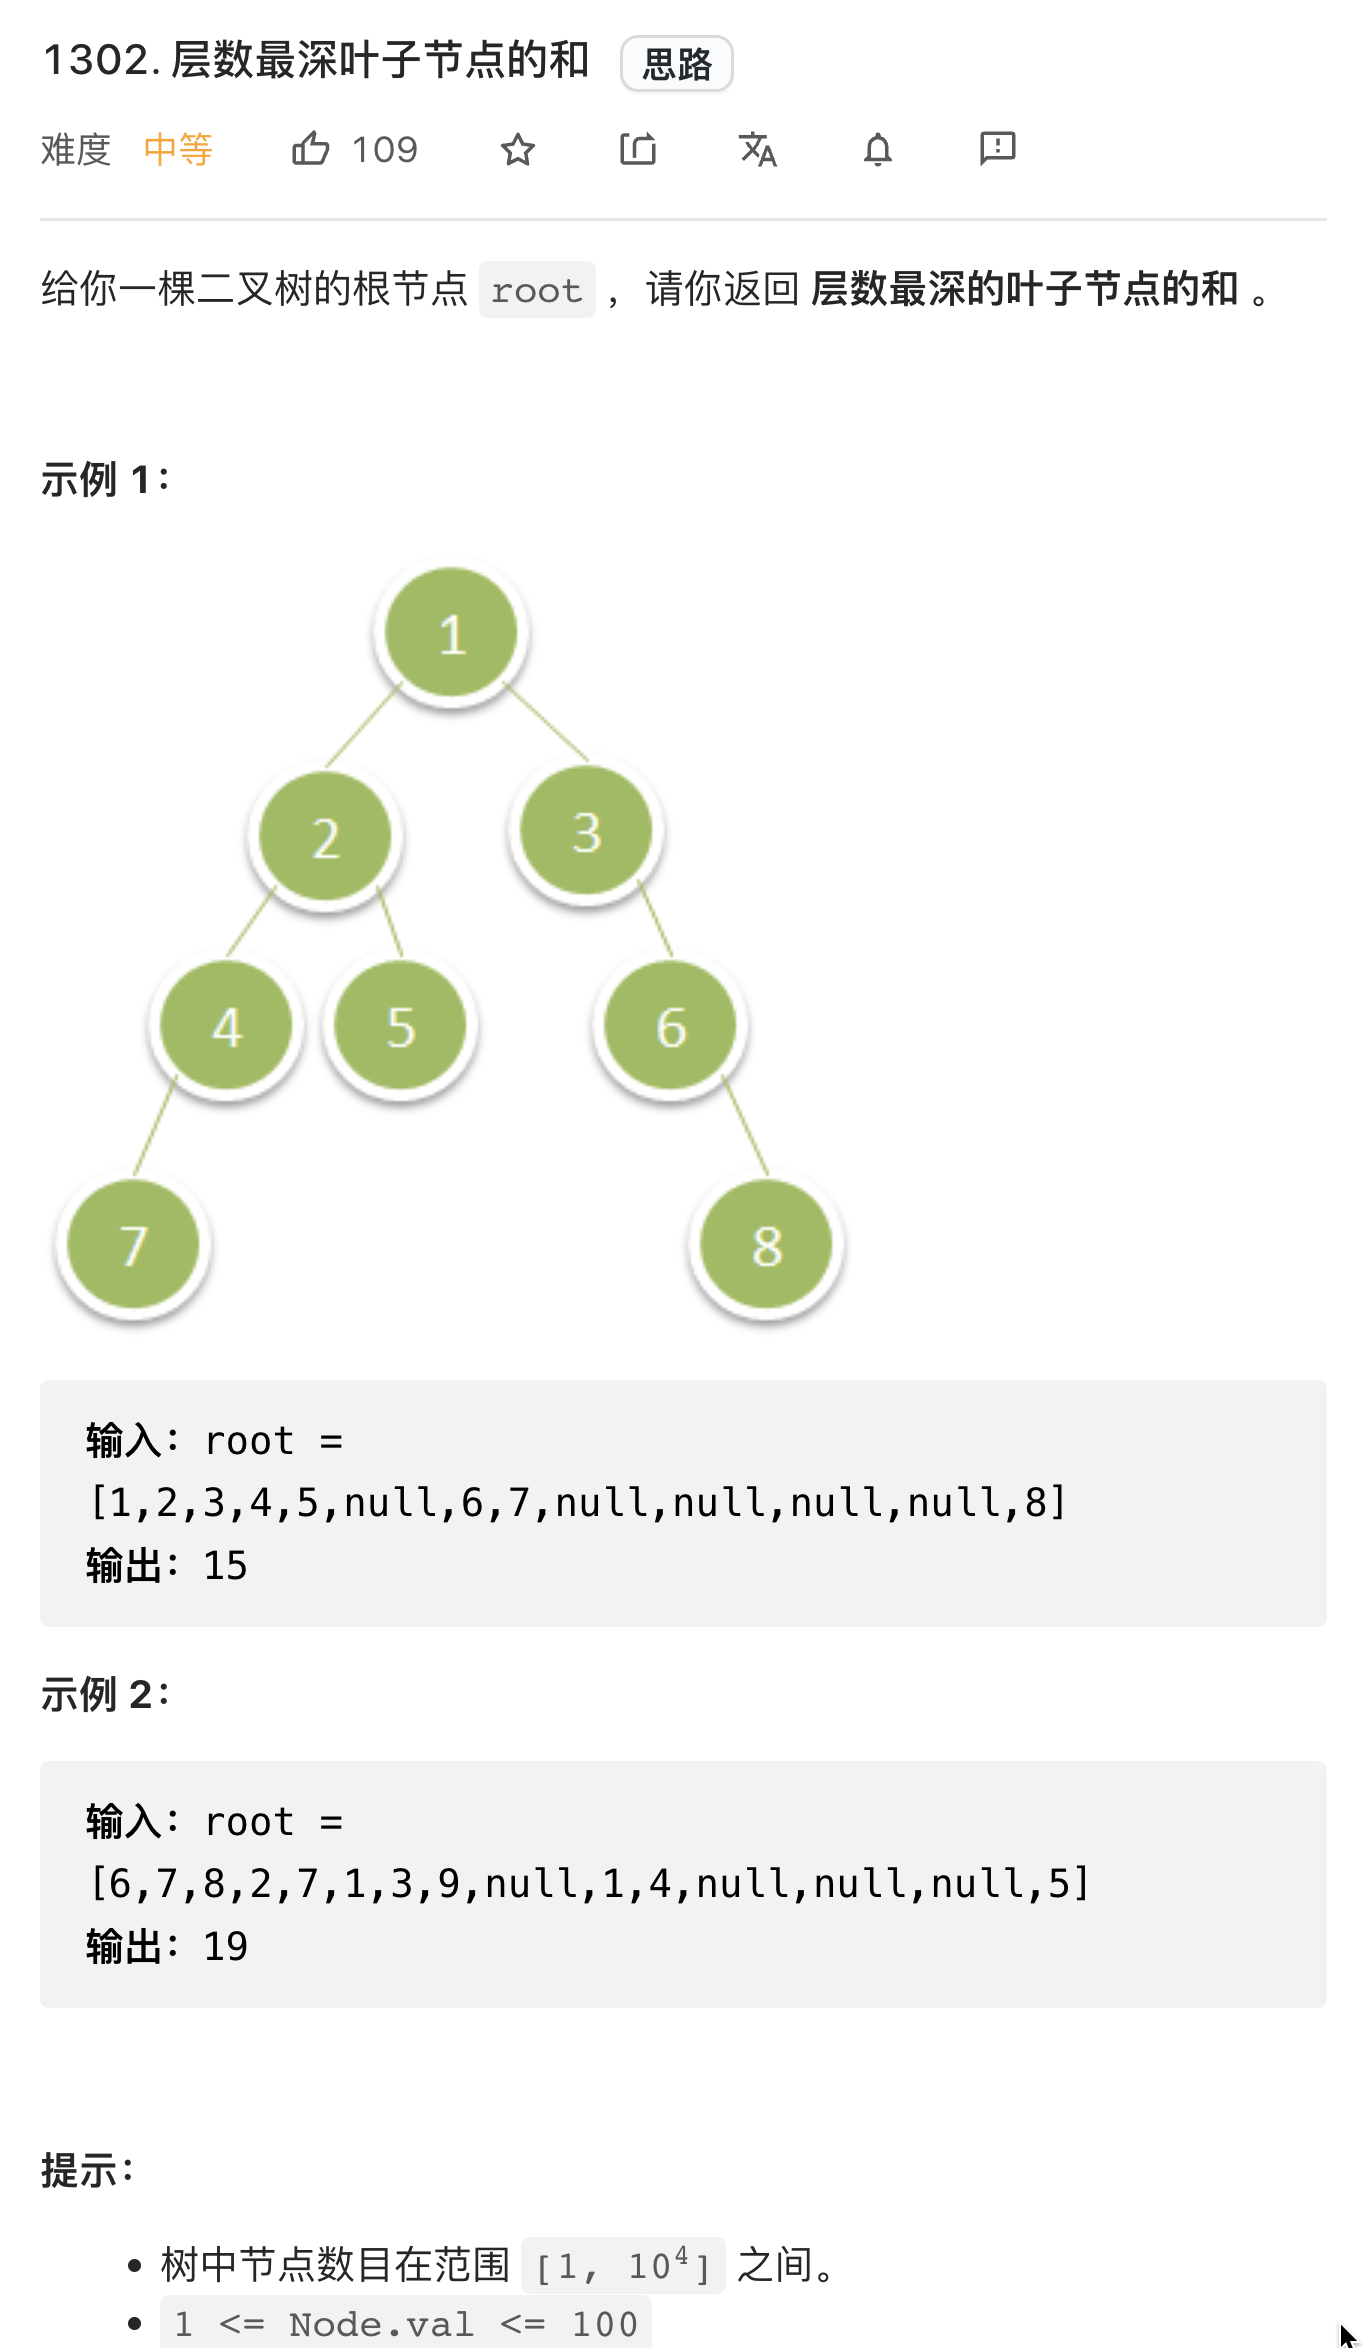 1302. 层数最深叶子节点的和 思路
难度 中等 109
给你一棵二叉树的根节点 root ，请你返回 层数最深的叶子节点的和 。
示例 1：
1
2
3
4
5
6
7
8
输入：root =
[1,2,3,4,5,null,6,7,null,null,null,null,8]
输出：15
示例 2：
输入：root =
[6,7,8,2,7,1,3,9,null,1,4,null,null,null,5]
输出：19
提示：
• 树中节点数目在范围 [1, 10⁴] 之间。
• 1 <= Node.val <= 100